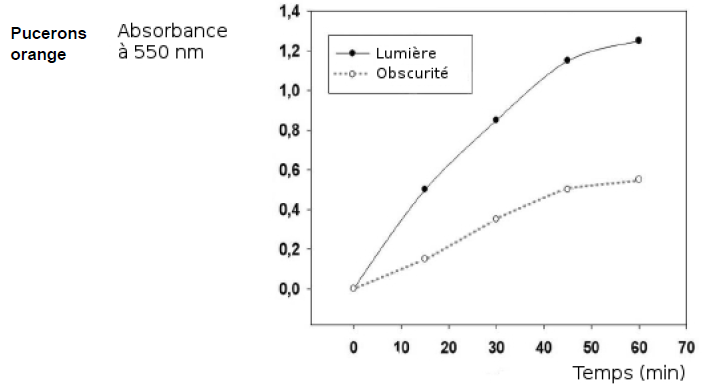 Pucerons
orange
Absorbance
à 550 nm
1,4
1,2
1,0
0,8
0,6
0,4
0,2
0,0
Lumière
Obscurité
0 10 20 30 40 50 60 70
Temps (min)